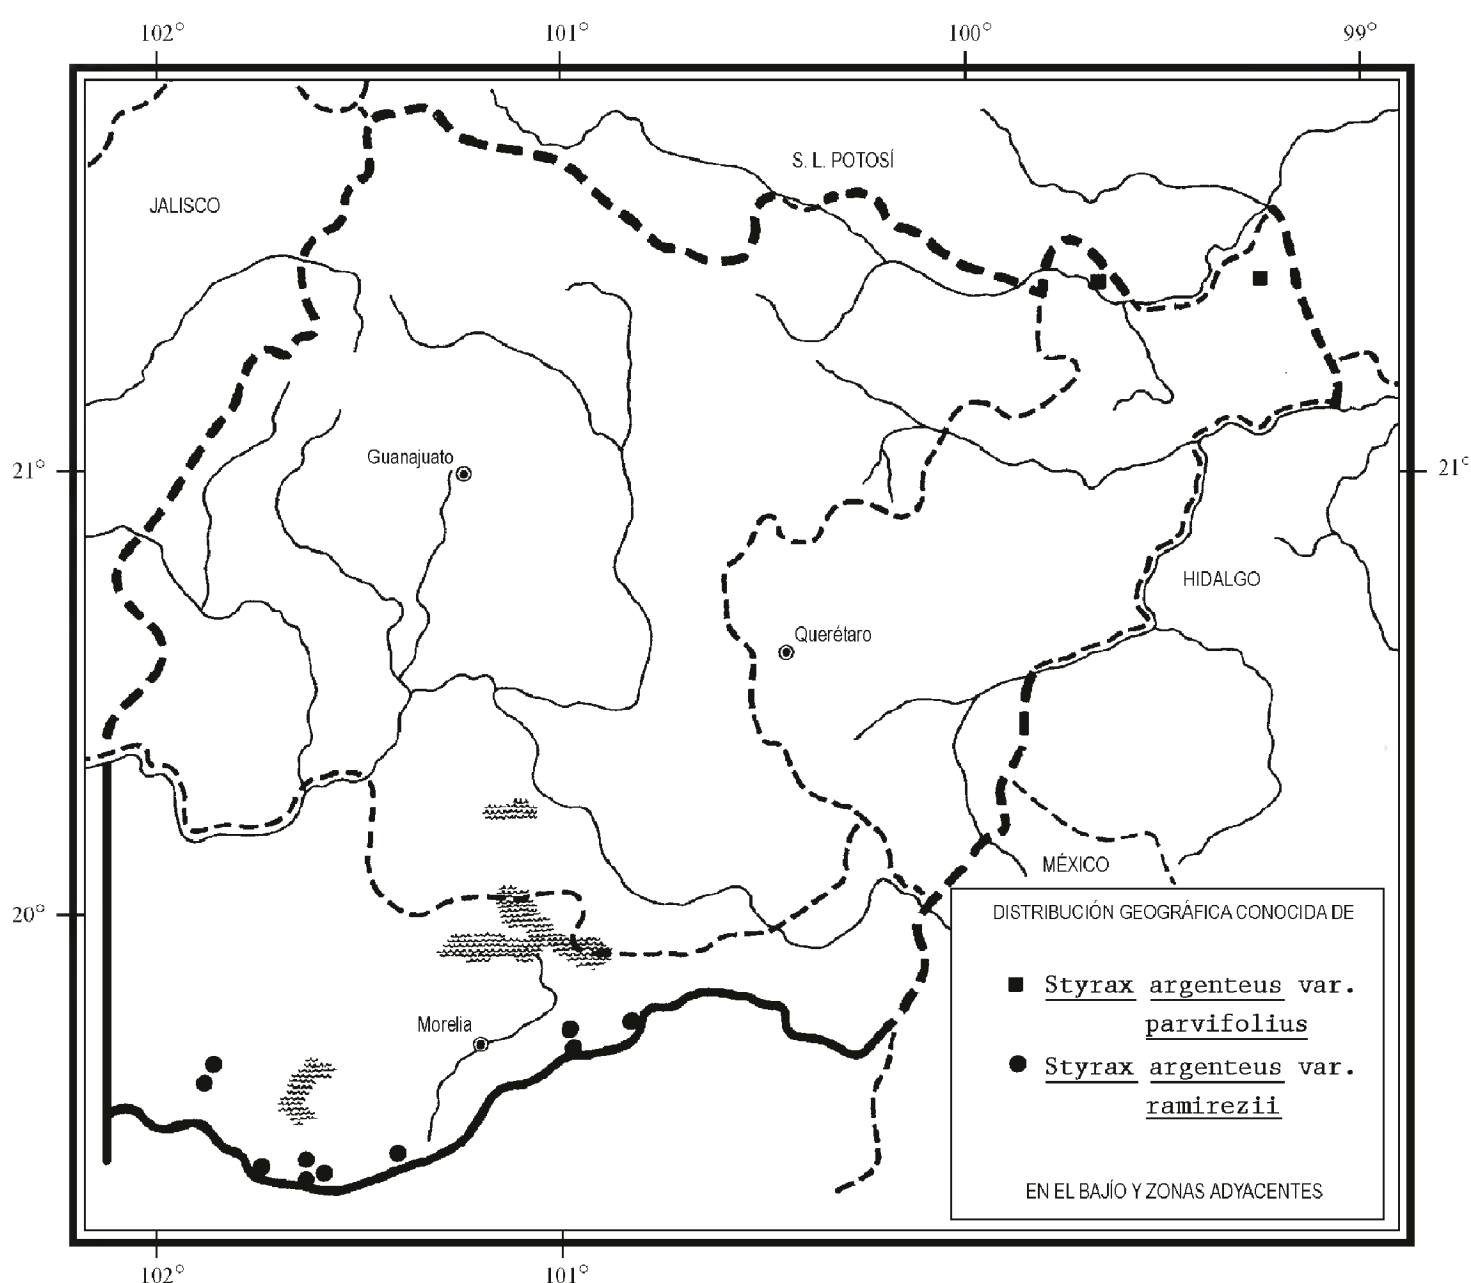 102° 101° 100° 99°
S. L. POTOSÍ
JALISCO
Guanajuato
21° 21°
HIDALGO
Querétaro
MÉXICO
20°
DISTRIBUCIÓN GEOGRÁFICA CONOCIDA DE
Styrax argenteus var.
parvifolius
Morelia
Styrax argenteus var.
ramirezii
EN EL BAJÍO Y ZONAS ADYACENTES
102° 101°